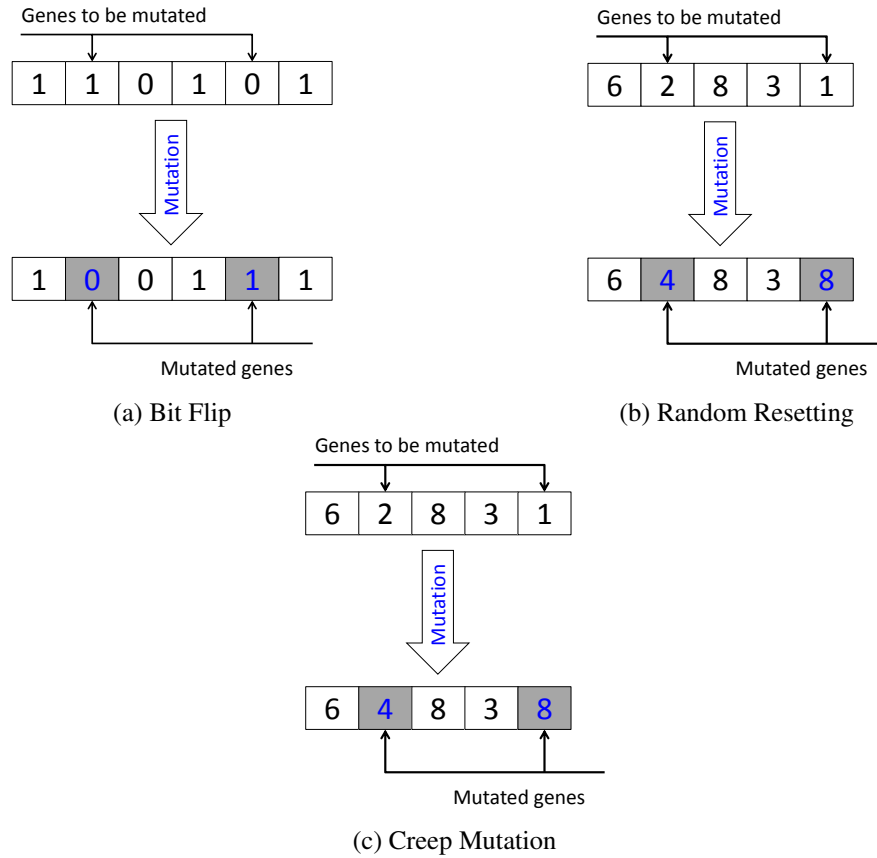 Genes to be mutated
1 1 0 1 0 1
Mutation
1 0 0 1 1 1
Mutated genes
(a) Bit Flip
Genes to be mutated
6 2 8 3 1
Mutation
6 4 8 3 8
Mutated genes
(b) Random Resetting
Genes to be mutated
6 2 8 3 1
Mutation
6 4 8 3 8
Mutated genes
(c) Creep Mutation